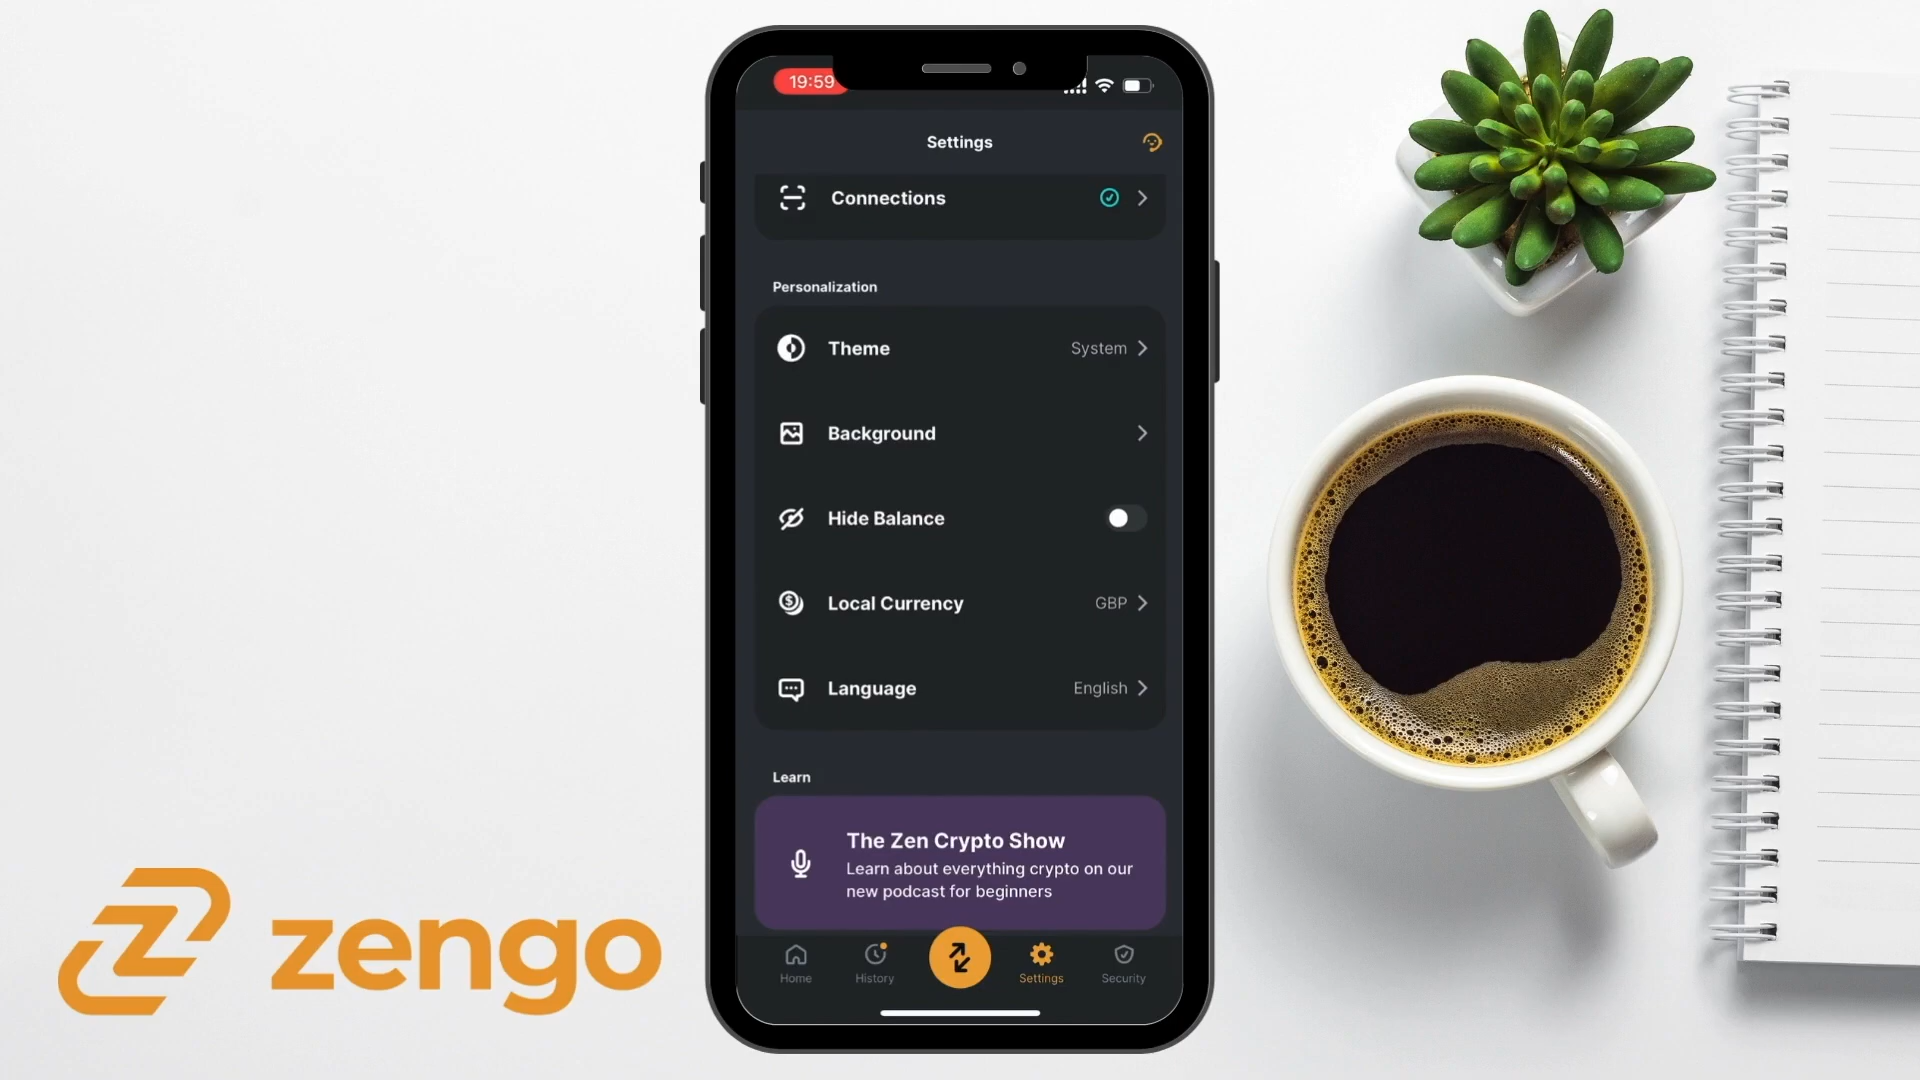 19:59
Settings
Connections
Personalization
Theme
System
Background
Hide Balance
Local Currency
GBP
Language
English
Learn
The Zen Crypto Show
Learn about everything crypto on our
new podcast for beginners
Home
History
Settings
Security
zengo